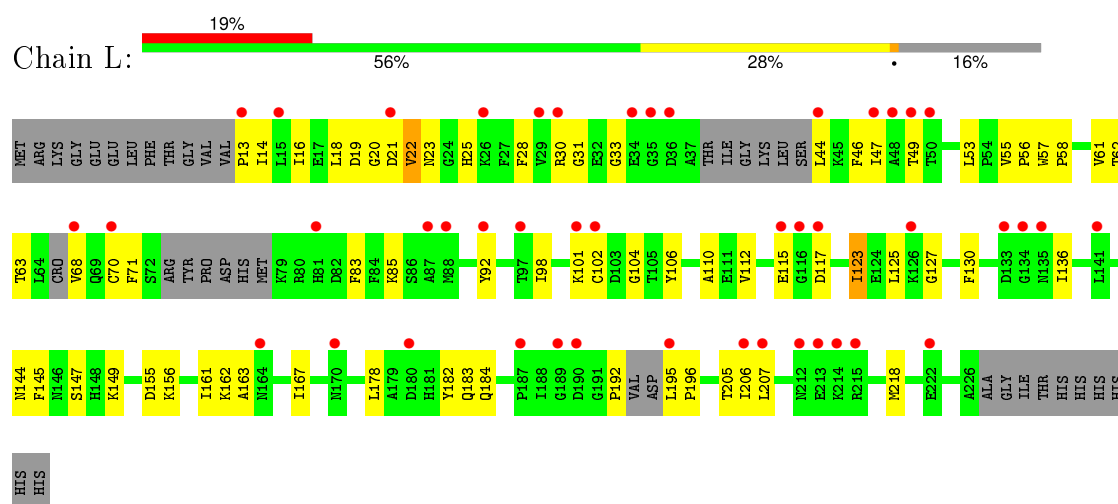 19%
Chain L:
56% 28% • 16%
MET ARG LYS GLY GLU GLU LEU PHE THR GLY VAL VAL P13 I14 L15 I16 E17 L18 D19 G20 D21 V22 N23 G24 H25 K26 F27 F28 V29 R30 G31 E32 G33 E34 G35 D36 A37 THR ILE GLY LYS LEU SER L44 K45 F46 I47 A48 T49 T50 L53 P54 V55 P56 W57 P58 V61 T62
T63 L64 CRO V68 Q69 C70 F71 S72 ARG TYR PRO ASP HIS MET K79 R80 H81 D82 F83 F84 K85 S86 A87 M88 Y92 T97 I98 K101 C102 D103 G104 T105 Y106 A110 E111 V112 E115 G116 D117 I123 E124 L125 K126 G127 F130 D133 G134 N135 I136 L141
N144 F145 N146 S147 H148 K149 D155 K156 I161 K162 A163 N164 I167 N170 L178 A179 D180 H181 Y182 Q183 Q184 P187 I188 G189 D190 G191 P192 VAL ASP L195 P196 T205 I206 L207 N212 E213 K214 R215 M218 E222 A226 ALA GLY ILE THR HIS HIS HIS HIS
HIS HIS